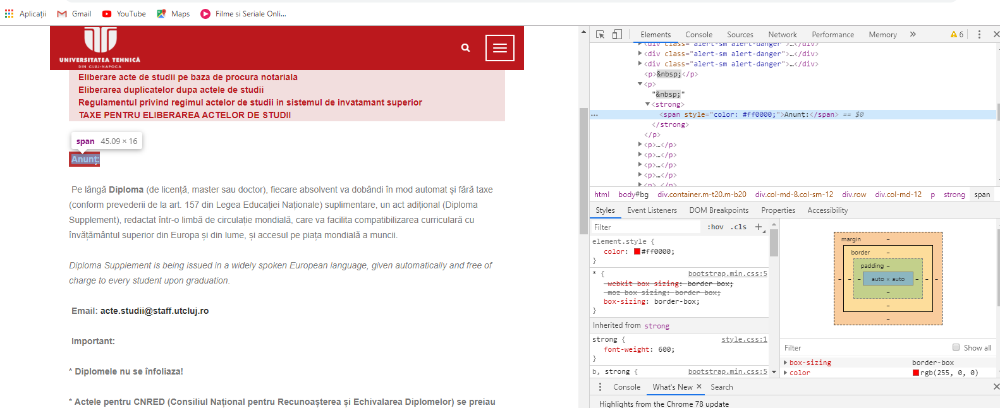 Aplicații Gmail YouTube Maps Filme si Seriale Onli...
UNIVERSITATEA TEHNICĂ
DIN CLUJ-NAPOCA
Eliberare acte de studii pe baza de procura notariala
Eliberarea duplicatelor dupa actele de studii
Regulamentul privind regimul actelor de studii in sistemul de invatamant superior
TAXE PENTRU ELIBERAREA ACTELOR DE STUDII
span 45.09 × 16
Anunț:
Pe lângă Diploma (de licență, master sau doctor), fiecare absolvent va dobândi în mod automat și fără taxe
(conform prevederii de la art. 157 din Legea Educației Naționale) suplimentare, un act adițional (Diploma
Supplement), redactat într-o limbă de circulație mondială, care va facilita compatibilizarea curriculară cu
învățământul superior din Europa și din lume, și accesul pe piața mondială a muncii.
Diploma Supplement is being issued in a widely spoken European language, given automatically and free of
charge to every student upon graduation.
Email: acte.studii@staff.utcluj.ro
Important:
* Diplomele nu se înfoliaza!
* Actele pentru CNRED (Consiliul Național pentru Recunoașterea și Echivalarea Diplomelor) se preiau
Elements Console Sources Network Performance Memory » 6
<div class="alert-sm alert-danger">…</div>
<div class="alert-sm alert-danger">…</div>
<div class="alert-sm alert-danger">…</div>
<p>&nbsp;</p>
<p>
"&nbsp;"
<strong>
... <span style="color: #ff0000;">Anunț:</span> == $0
</strong>
</p>
<p>…</p>
<p>…</p>
<p>…</p>
<p>…</p>
<p>…</p>
html body#bg div.container.m-t20.m-b20 div.col-md-8.col-sm-12 div.row div.col-md-12 p strong span
Styles Event Listeners DOM Breakpoints Properties Accessibility
Filter :hov .cls +
element.style {
color: #ff0000;
}
* { bootstrap.min.css:5
-webkit-box-sizing: border-box;
-moz-box-sizing: border-box;
box-sizing: border-box;
}
Inherited from strong
strong { style.css:1
font-weight: 600;
}
b, strong { bootstrap.min.css:5
margin –
border –
padding –
– – – auto × auto – – –
–
–
–
Filter Show all
box-sizing border-box
color rgb(255, 0, 0)
Console What's New × Search
Highlights from the Chrome 78 update